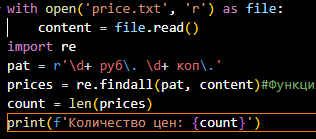 with open('price.txt', 'r') as file:
    content = file.read()
import re
pat = r'\d+ руб\. \d+ коп\.'
prices = re.findall(pat, content)#Функци
count = len(prices)
print(f'Количество цен: {count}')